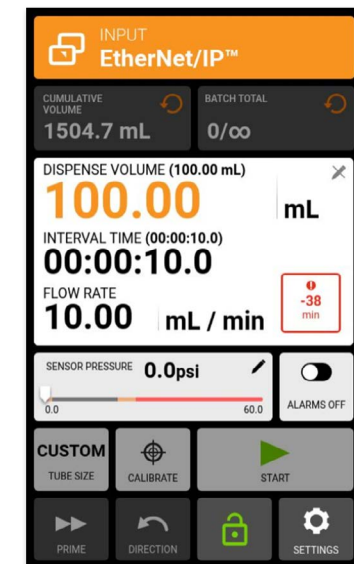 INPUT
EtherNet/IP™
CUMULATIVE
VOLUME
1504.7 mL
BATCH TOTAL
0/∞
DISPENSE VOLUME (100.00 mL)
100.00 mL
INTERVAL TIME (00:00:10.0)
00:00:10.0
FLOW RATE
10.00 mL / min
-38
min
SENSOR PRESSURE 0.0psi
0.0 60.0
ALARMS OFF
CUSTOM
TUBE SIZE
CALIBRATE
START
PRIME
DIRECTION
SETTINGS